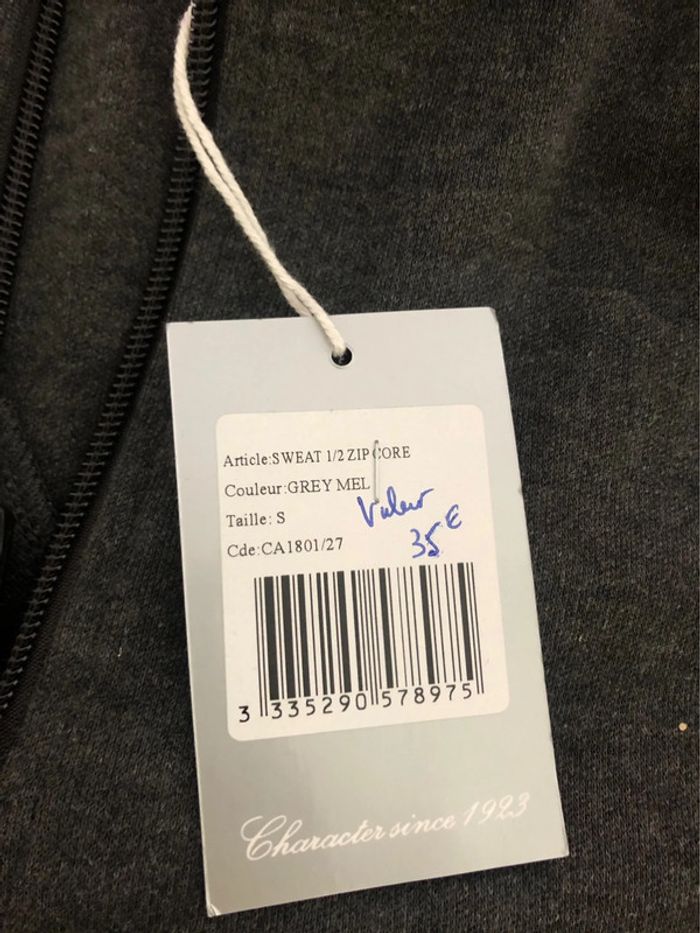 Article:SWEAT 1/2 ZIP CORE
Couleur:GREY MEL
Taille: S
Valeur
35 €
Cde:CA1801/27
3 335290 578975
Character since 1923